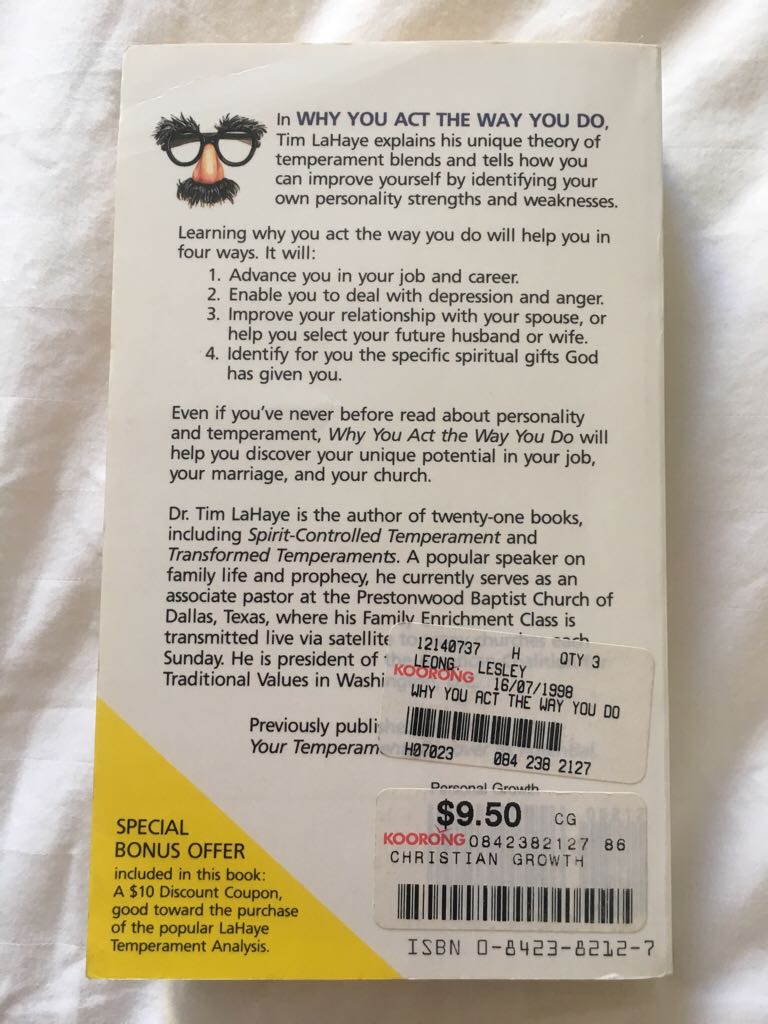 In WHY YOU ACT THE WAY YOU DO,
Tim LaHaye explains his unique theory of
temperament blends and tells how you
can improve yourself by identifying your
own personality strengths and weaknesses.
Learning why you act the way you do will help you in
four ways. It will:
1. Advance you in your job and career.
2. Enable you to deal with depression and anger.
3. Improve your relationship with your spouse, or
help you select your future husband or wife.
4. Identify for you the specific spiritual gifts God
has given you.
Even if you've never before read about personality
and temperament, Why You Act the Way You Do will
help you discover your unique potential in your job,
your marriage, and your church.
Dr. Tim LaHaye is the author of twenty-one books,
including Spirit-Controlled Temperament and
Transformed Temperaments. A popular speaker on
family life and prophecy, he currently serves as an
associate pastor at the Prestonwood Baptist Church of
Dallas, Texas, where his Family Enrichment Class is
transmitted live via satellite each
Sunday. He is president of
Traditional Values in Washi
Previously publi
Your Temperam
12140737 H QTY 3
LEONG, LESLEY
KOORONG 16/07/1998
WHY YOU ACT THE WAY YOU DO
H07023 084 238 2127
Personal Growth
$9.50 CG
KOORONG 0842382127 86
CHRISTIAN GROWTH
ISBN 0-8423-8212-7
SPECIAL
BONUS OFFER
included in this book:
A $10 Discount Coupon,
good toward the purchase
of the popular LaHaye
Temperament Analysis.